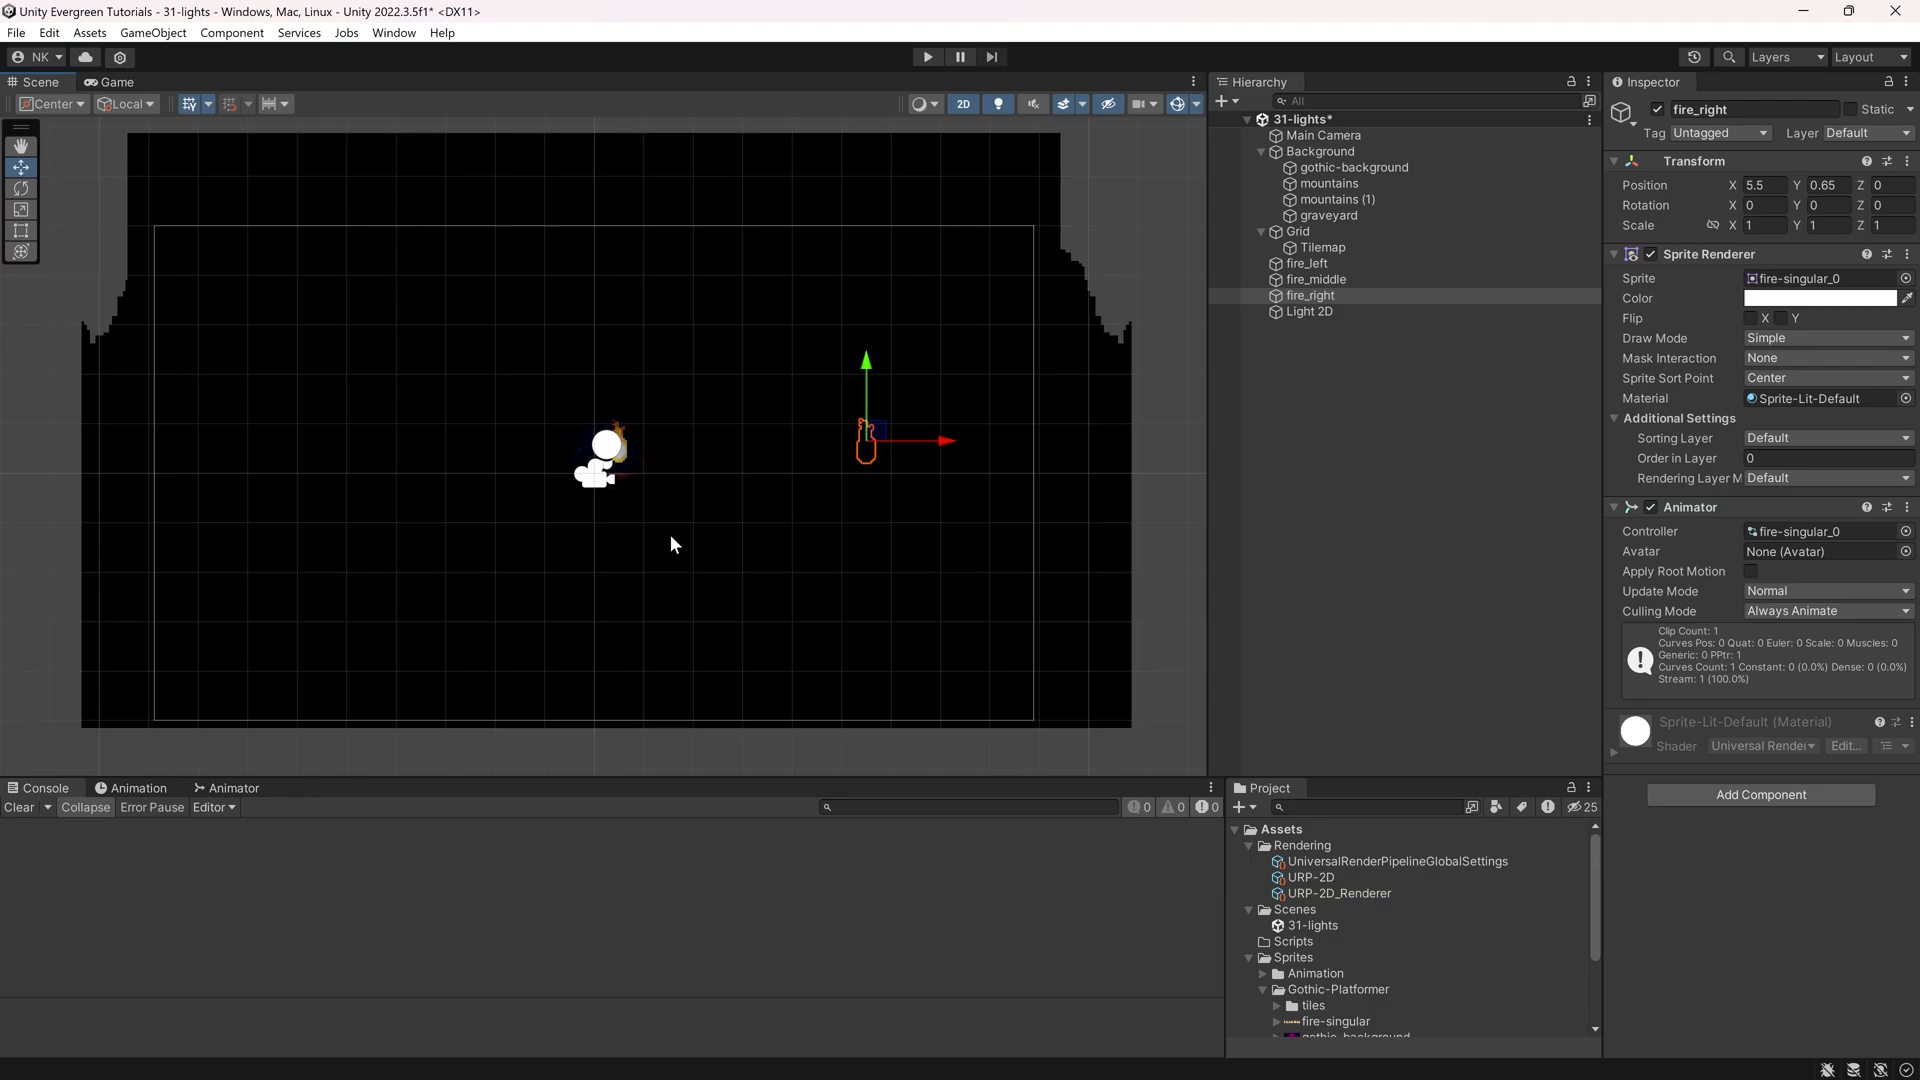 Unity Evergreen Tutorials - 31-lights - Windows, Mac, Linux - Unity 2022.3.5f1* <DX11>
File Edit Assets GameObject Component Services Jobs Window Help
NK Layers Layout
Scene Game
Center Local 2D
Hierarchy
All
31-lights*
Main Camera
Background
gothic-background
mountains
mountains (1)
graveyard
Grid
Tilemap
fire_left
fire_middle
fire_right
Light 2D
Inspector
fire_right Static
Tag Untagged Layer Default
Transform
Position X 5.5 Y 0.65 Z 0
Rotation X 0 Y 0 Z 0
Scale X 1 Y 1 Z 1
Sprite Renderer
Sprite fire-singular_0
Color
Flip X Y
Draw Mode Simple
Mask Interaction None
Sprite Sort Point Center
Material Sprite-Lit-Default
Additional Settings
Sorting Layer Default
Order in Layer 0
Rendering Layer M Default
Animator
Controller fire-singular_0
Avatar None (Avatar)
Apply Root Motion
Update Mode Normal
Culling Mode Always Animate
Clip Count: 1
Curves Pos: 0 Quat: 0 Euler: 0 Scale: 0 Muscles: 0
Generic: 0 PPtr: 1
Curves Count: 1 Constant: 0 (0.0%) Dense: 0 (0.0%)
Stream: 1 (100.0%)
Sprite-Lit-Default (Material)
Shader Universal Render Edit...
Add Component
Console Animation Animator
Clear Collapse Error Pause Editor 0 0 0
Project
25
Assets
Rendering
UniversalRenderPipelineGlobalSettings
URP-2D
URP-2D_Renderer
Scenes
31-lights
Scripts
Sprites
Animation
Gothic-Platformer
tiles
fire-singular